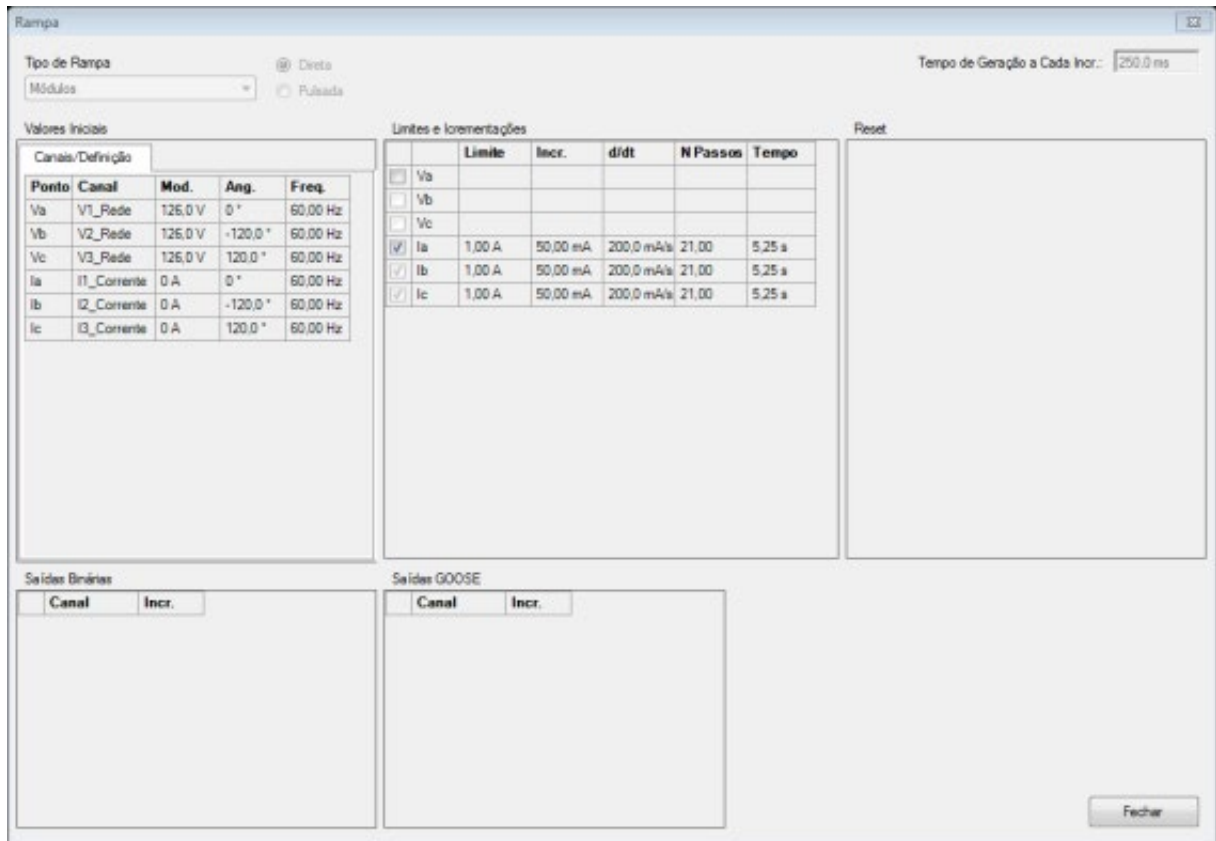 Rampa
Tipo de Rampa
Direta
Tempo de Geração a Cada Incr.: 250,0 ms
Módulos
Pulsada
Valores Iniciais
Limites e Icrementações
Reset
Canais/Definição
Limite Incr. d/dt N Passos Tempo
Va
Ponto Canal Mod. Ang. Freq.
Vb
Va V1_Rede 126,0 V 0 ° 60,00 Hz
Vc
Vb V2_Rede 126,0 V -120,0 ° 60,00 Hz
Ia 1,00 A 50,00 mA 200,0 mA/s 21,00 5,25 s
Vc V3_Rede 126,0 V 120,0 ° 60,00 Hz
Ib 1,00 A 50,00 mA 200,0 mA/s 21,00 5,25 s
Ia I1_Corrente 0 A 0 ° 60,00 Hz
Ic 1,00 A 50,00 mA 200,0 mA/s 21,00 5,25 s
Ib I2_Corrente 0 A -120,0 ° 60,00 Hz
Ic I3_Corrente 0 A 120,0 ° 60,00 Hz
Saídas Binárias
Saídas GOOSE
Canal Incr.
Canal Incr.
Fechar